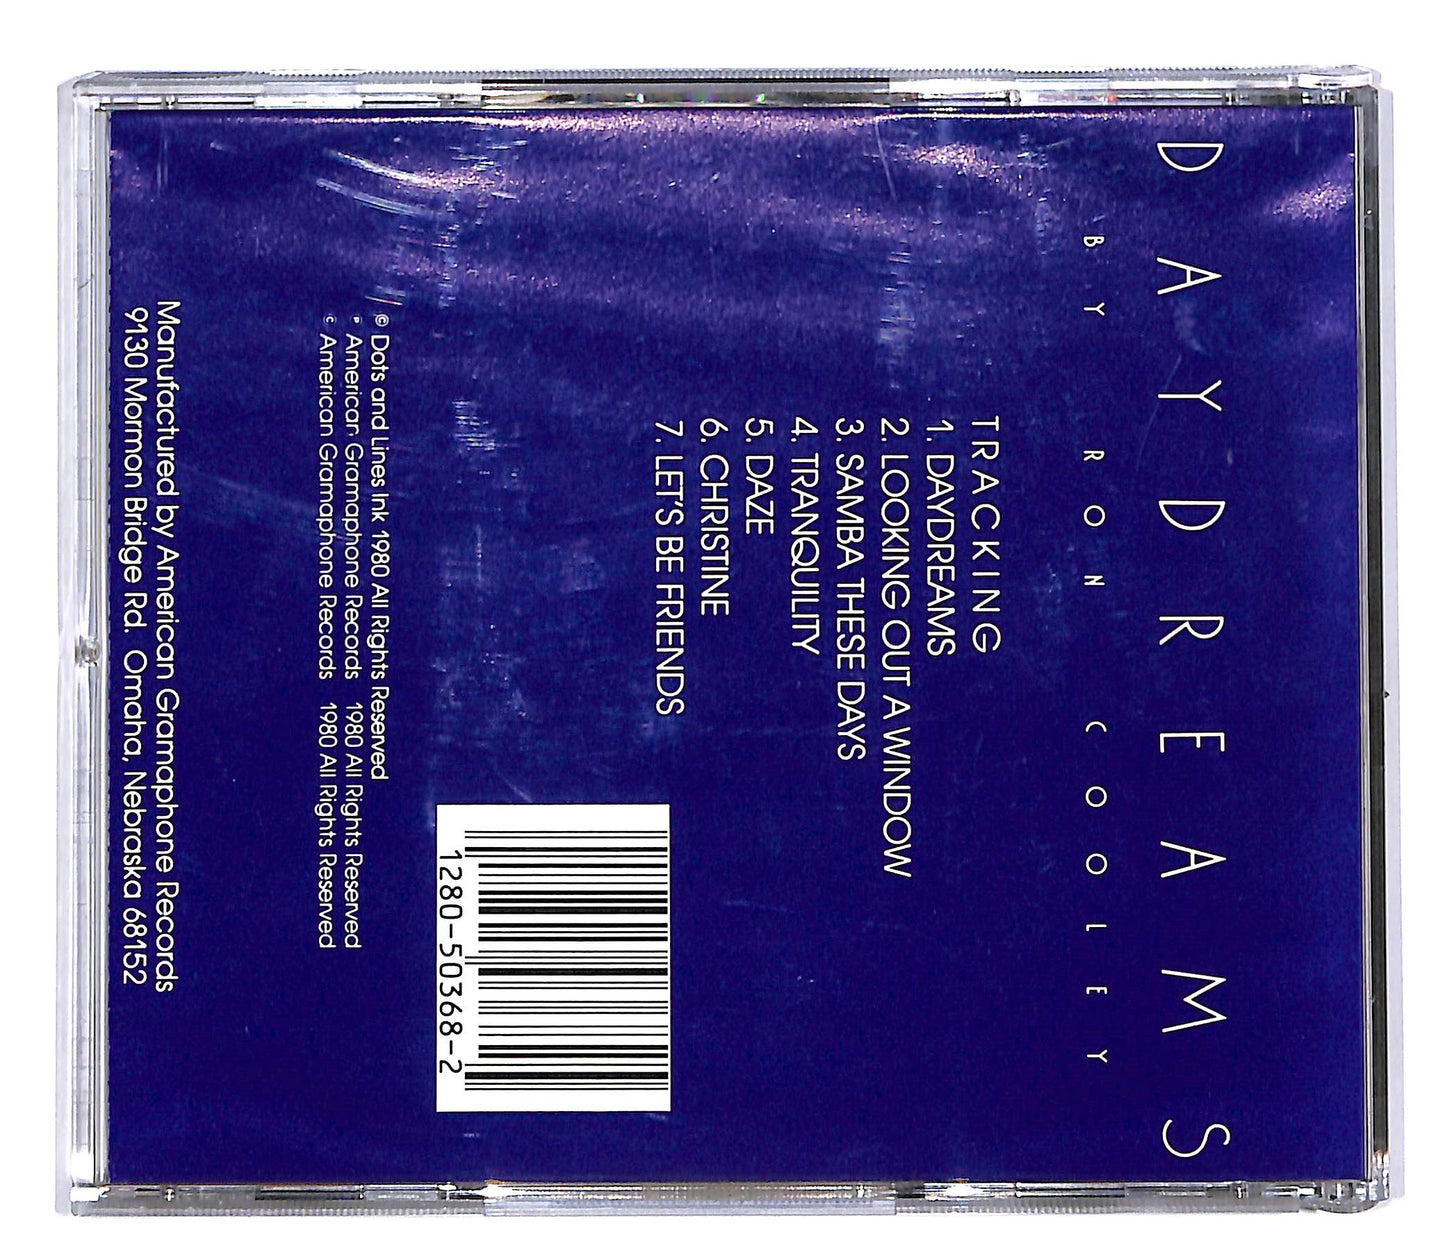 DAYDREAMS
BY RON COOLEY
TRACKING
1. DAYDREAMS
2. LOOKING OUT A WINDOW
3. SAMBA THESE DAYS
4. TRANQUILITY
5. DAZE
6. CHRISTINE
7. LET'S BE FRIENDS
1280-50368-2
© Dots and Lines Ink 1980 All Rights Reserved
℗ American Gramaphone Records 1980 All Rights Reserved
© American Gramaphone Records 1980 All Rights Reserved
Manufactured by American Gramaphone Records
9130 Mormon Bridge Rd. Omaha, Nebraska 68152